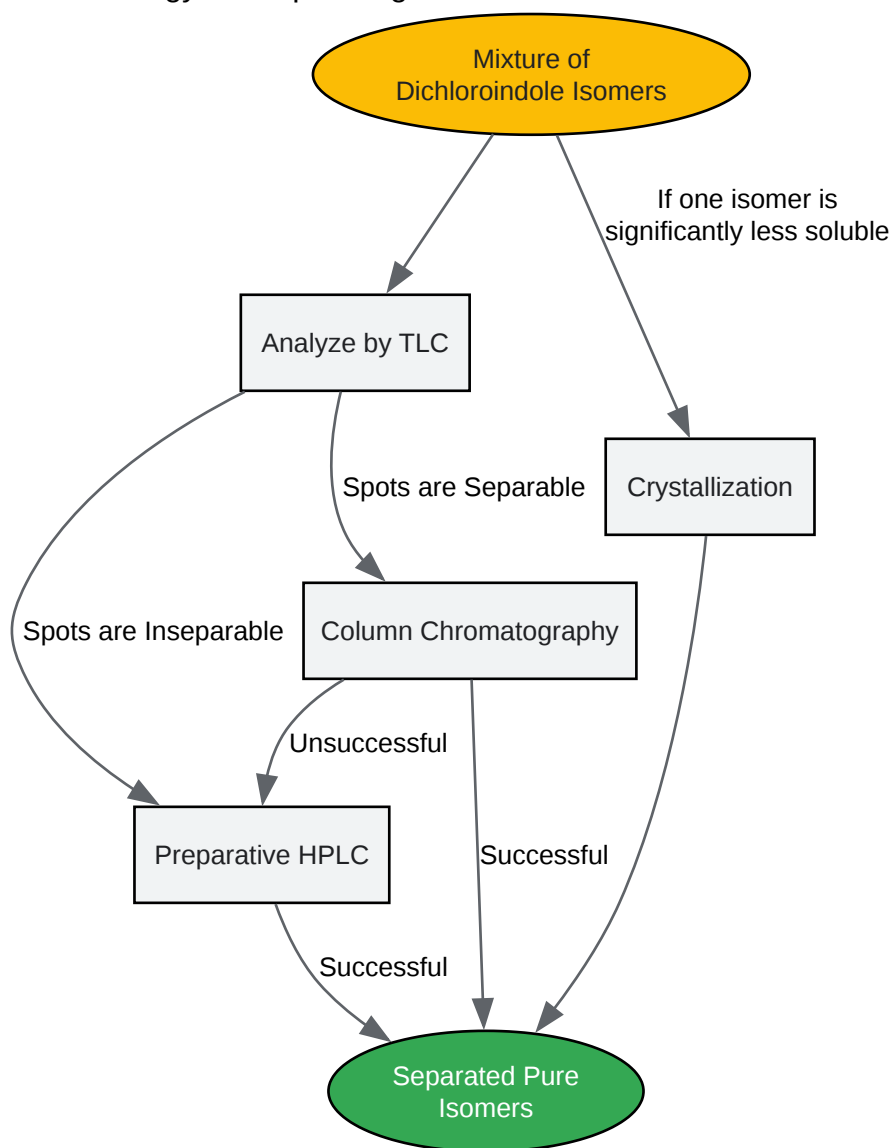 Mixture of
Dichloroindole Isomers
If one isomer is
significantly less soluble
Analyze by TLC
Spots are Separable
Crystallization
Spots are Inseparable
Column Chromatography
Unsuccessful
Preparative HPLC
Successful
Successful
Separated Pure
Isomers